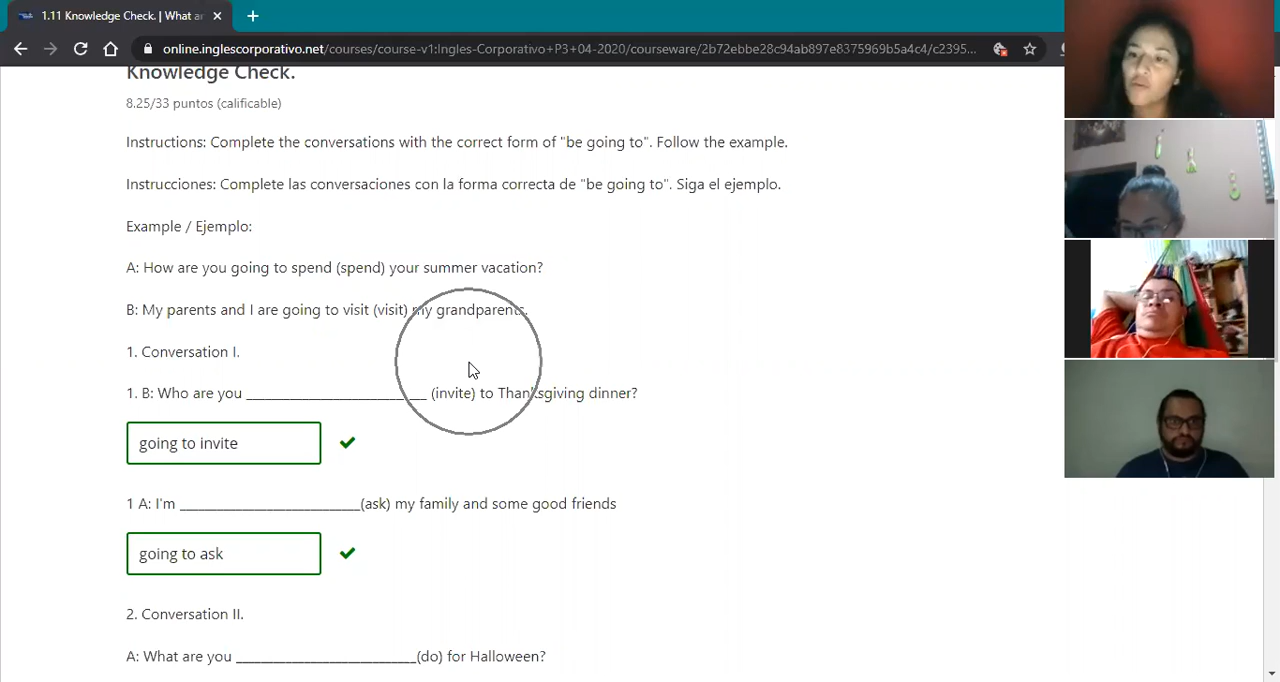 1.11 Knowledge Check. | What ar
online.inglescorporativo.net/courses/course-v1:Ingles-Corporativo+P3+04-2020/courseware/2b72ebbe28c94ab897e8375969b5a4c4/c2395...
Knowledge Check.
8.25/33 puntos (calificable)
Instructions: Complete the conversations with the correct form of "be going to". Follow the example.
Instrucciones: Complete las conversaciones con la forma correcta de "be going to". Siga el ejemplo.
Example / Ejemplo:
A: How are you going to spend (spend) your summer vacation?
B: My parents and I are going to visit (visit) my grandparents.
1. Conversation I.
1. B: Who are you _________________________ (invite) to Thanksgiving dinner?
going to invite
1 A: I'm _________________________(ask) my family and some good friends
going to ask
2. Conversation II.
A: What are you _________________________(do) for Halloween?